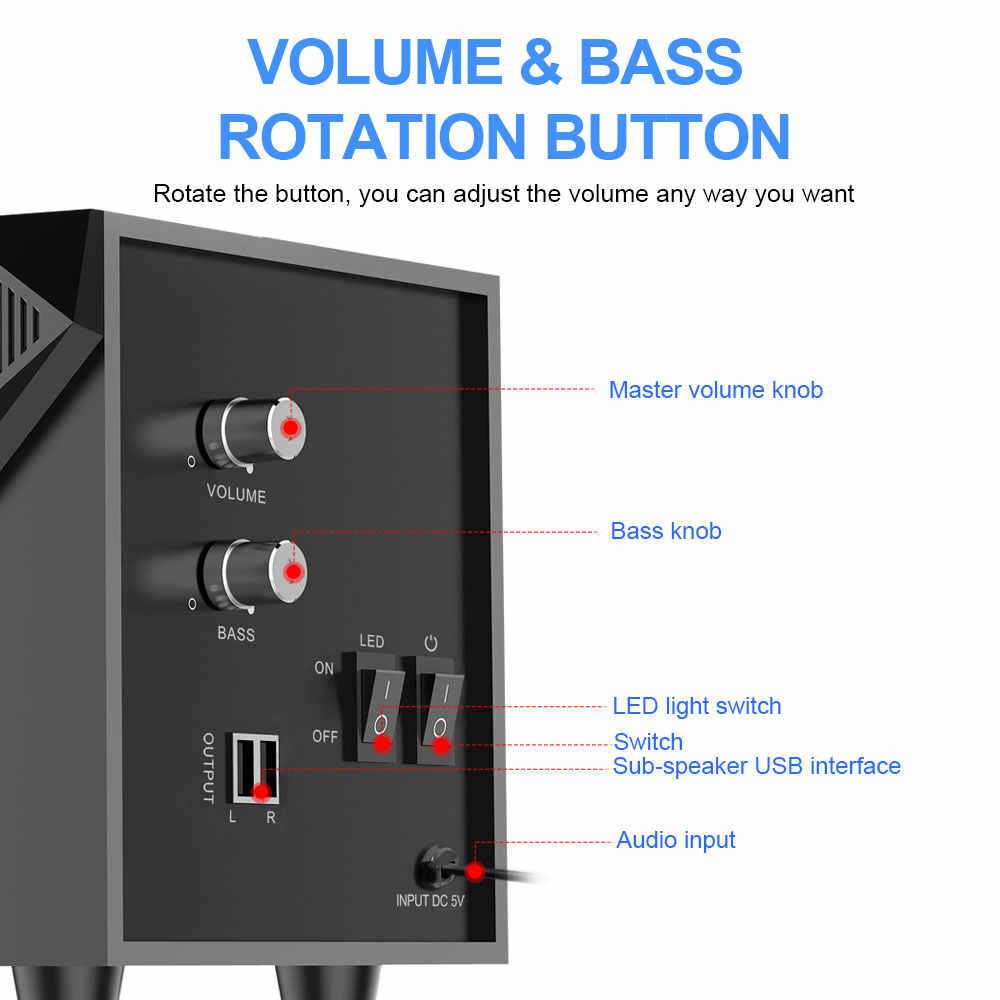 VOLUME & BASS
ROTATION BUTTON
Rotate the button, you can adjust the volume any way you want
Master volume knob
VOLUME
Bass knob
BASS
LED
ON
OFF
LED light switch
Switch
Sub-speaker USB interface
OUTPUT
L R
Audio input
INPUT DC 5V